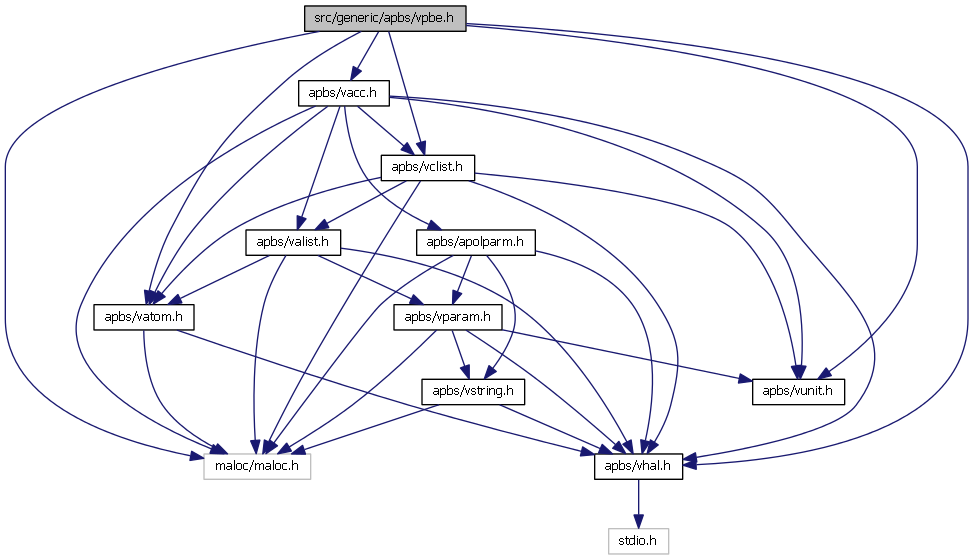 src/generic/apbs/vpbe.h
apbs/vacc.h
apbs/vclist.h
apbs/valist.h
apbs/apolparm.h
apbs/vatom.h
apbs/vparam.h
apbs/vstring.h
apbs/vunit.h
maloc/maloc.h
apbs/vhal.h
stdio.h